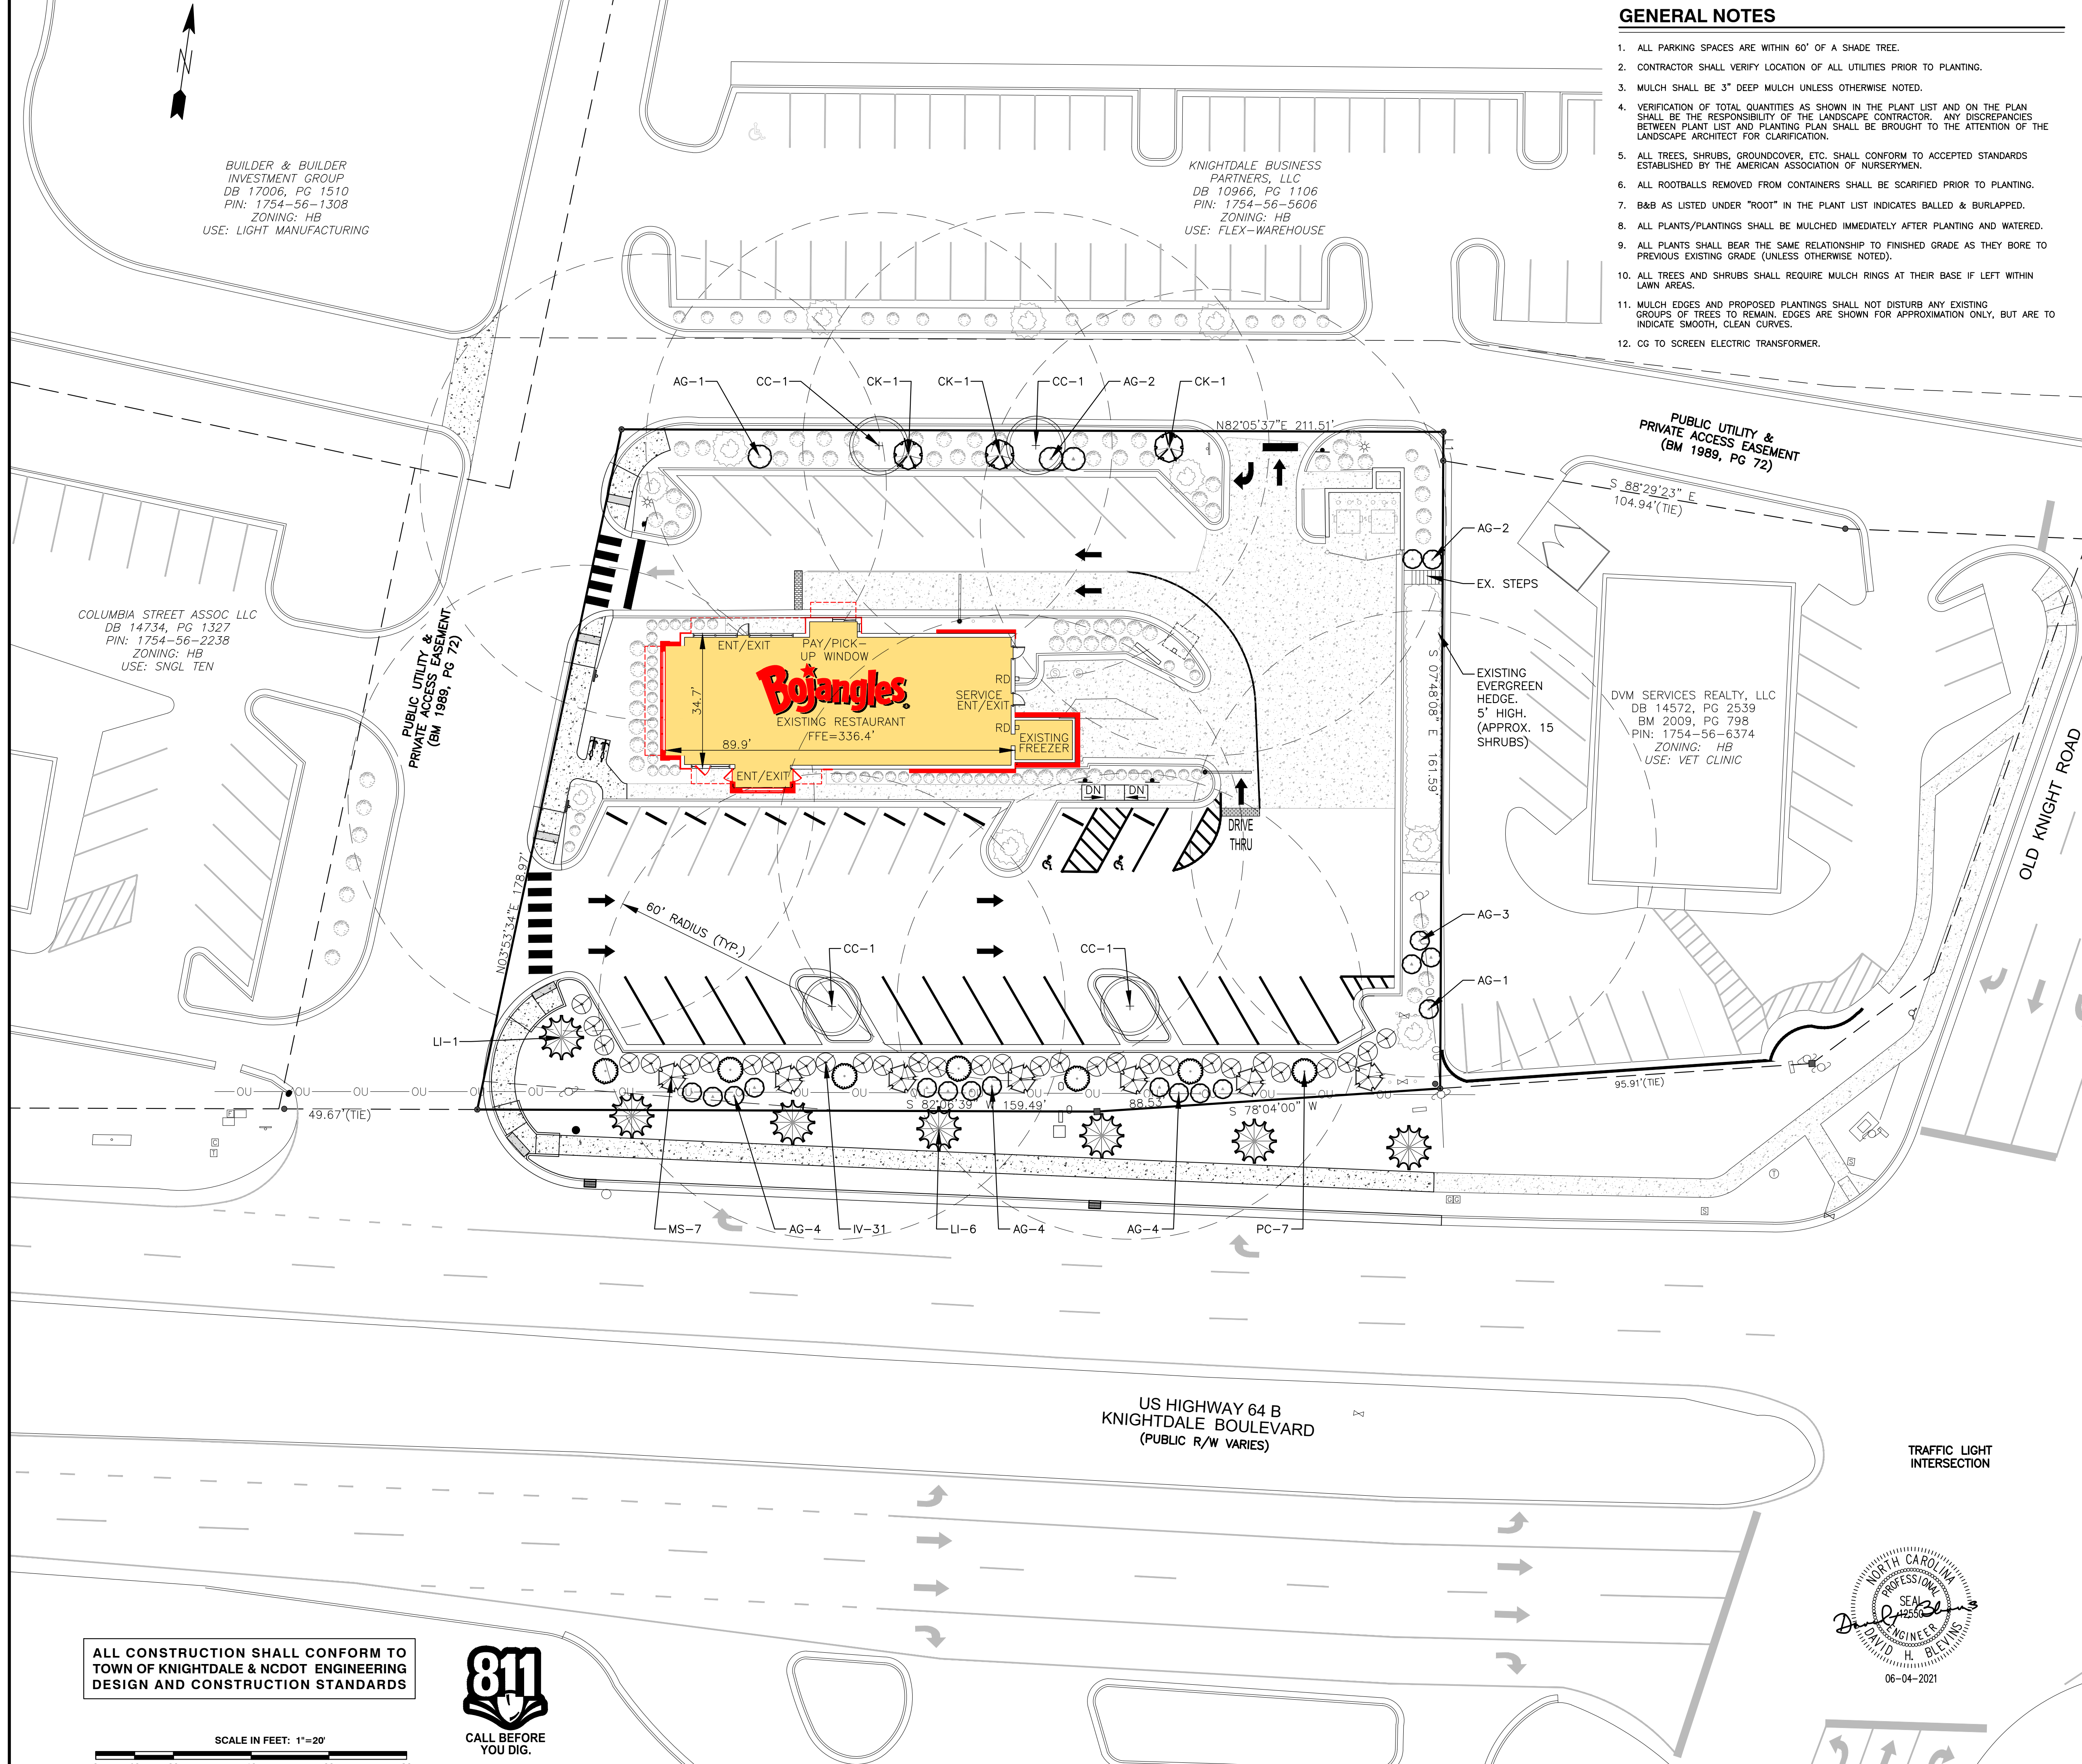 GENERAL NOTES
1. ALL PARKING SPACES ARE WITHIN 60' OF A SHADE TREE.
2. CONTRACTOR SHALL VERIFY LOCATION OF ALL UTILITIES PRIOR TO PLANTING.
3. MULCH SHALL BE 3" DEEP MULCH UNLESS OTHERWISE NOTED.
4. VERIFICATION OF TOTAL QUANTITIES AS SHOWN IN THE PLANT LIST AND ON THE PLAN
SHALL BE THE RESPONSIBILITY OF THE LANDSCAPE CONTRACTOR. ANY DISCREPANCIES
BETWEEN PLANT LIST AND PLANTING PLAN SHALL BE BROUGHT TO THE ATTENTION OF THE
LANDSCAPE ARCHITECT FOR CLARIFICATION.
5. ALL TREES, SHRUBS, GROUNDCOVER, ETC. SHALL CONFORM TO ACCEPTED STANDARDS
ESTABLISHED BY THE AMERICAN ASSOCIATION OF NURSERYMEN.
6. ALL ROOTBALLS REMOVED FROM CONTAINERS SHALL BE SCARIFIED PRIOR TO PLANTING.
7. B&B AS LISTED UNDER "ROOT" IN THE PLANT LIST INDICATES BALLED & BURLAPPED.
8. ALL PLANTS/PLANTINGS SHALL BE MULCHED IMMEDIATELY AFTER PLANTING AND WATERED.
9. ALL PLANTS SHALL BEAR THE SAME RELATIONSHIP TO FINISHED GRADE AS THEY BORE TO
PREVIOUS EXISTING GRADE (UNLESS OTHERWISE NOTED).
10. ALL TREES AND SHRUBS SHALL REQUIRE MULCH RINGS AT THEIR BASE IF LEFT WITHIN
LAWN AREAS.
11. MULCH EDGES AND PROPOSED PLANTINGS SHALL NOT DISTURB ANY EXISTING
GROUPS OF TREES TO REMAIN. EDGES ARE SHOWN FOR APPROXIMATION ONLY, BUT ARE TO
INDICATE SMOOTH, CLEAN CURVES.
12. CG TO SCREEN ELECTRIC TRANSFORMER.
N
BUILDER & BUILDER
INVESTMENT GROUP
DB 17006, PG 1510
PIN: 1754-56-1308
ZONING: HB
USE: LIGHT MANUFACTURING
KNIGHTDALE BUSINESS
PARTNERS, LLC
DB 10966, PG 1106
PIN: 1754-56-5606
ZONING: HB
USE: FLEX-WAREHOUSE
AG-1
CC-1
CK-1
CK-1
CC-1
AG-2
CK-1
N82°05'37"E 211.51'
PUBLIC UTILITY &
PRIVATE ACCESS EASEMENT
(BM 1989, PG 72)
S 88°29'23" E
104.94'(TIE)
AG-2
EX. STEPS
COLUMBIA STREET ASSOC LLC
DB 14734, PG 1327
PIN: 1754-56-2238
ZONING: HB
USE: SNGL TEN
PUBLIC UTILITY &
PRIVATE ACCESS EASEMENT
(BM 1989, PG 72)
ENT/EXIT
PAY/PICK-
UP WINDOW
Bojangles
RD
SERVICE
ENT/EXIT
EXISTING RESTAURANT
FFE=336.4'
RD
34.7'
89.9'
EXISTING
FREEZER
ENT/EXIT
DN
DN
DRIVE
THRU
S 07°48'08" E 161.59'
EXISTING
EVERGREEN
HEDGE.
5' HIGH.
(APPROX. 15
SHRUBS)
DVM SERVICES REALTY, LLC
DB 14572, PG 2539
BM 2009, PG 798
PIN: 1754-56-6374
ZONING: HB
USE: VET CLINIC
OLD KNIGHT ROAD
N03°53'34"E 178.97'
60' RADIUS (TYP.)
CC-1
CC-1
AG-3
AG-1
LI-1
OU OU OU OU OU OU OU OU OU OU OU OU OU OU
49.67'(TIE)
S 82°06'39" W 159.49'
88.53'
S 78°04'00" W
95.91'(TIE)
F
C
T
T
S
S
MS-7
AG-4
IV-31
LI-6
AG-4
AG-4
PC-7
US HIGHWAY 64 B
KNIGHTDALE BOULEVARD
(PUBLIC R/W VARIES)
TRAFFIC LIGHT
INTERSECTION
NORTH CAROLINA
PROFESSIONAL
SEAL
12550
ENGINEER
DAVID H. BLEVINS
06-04-2021
ALL CONSTRUCTION SHALL CONFORM TO
TOWN OF KNIGHTDALE & NCDOT ENGINEERING
DESIGN AND CONSTRUCTION STANDARDS
811
CALL BEFORE
YOU DIG.
SCALE IN FEET: 1"=20'